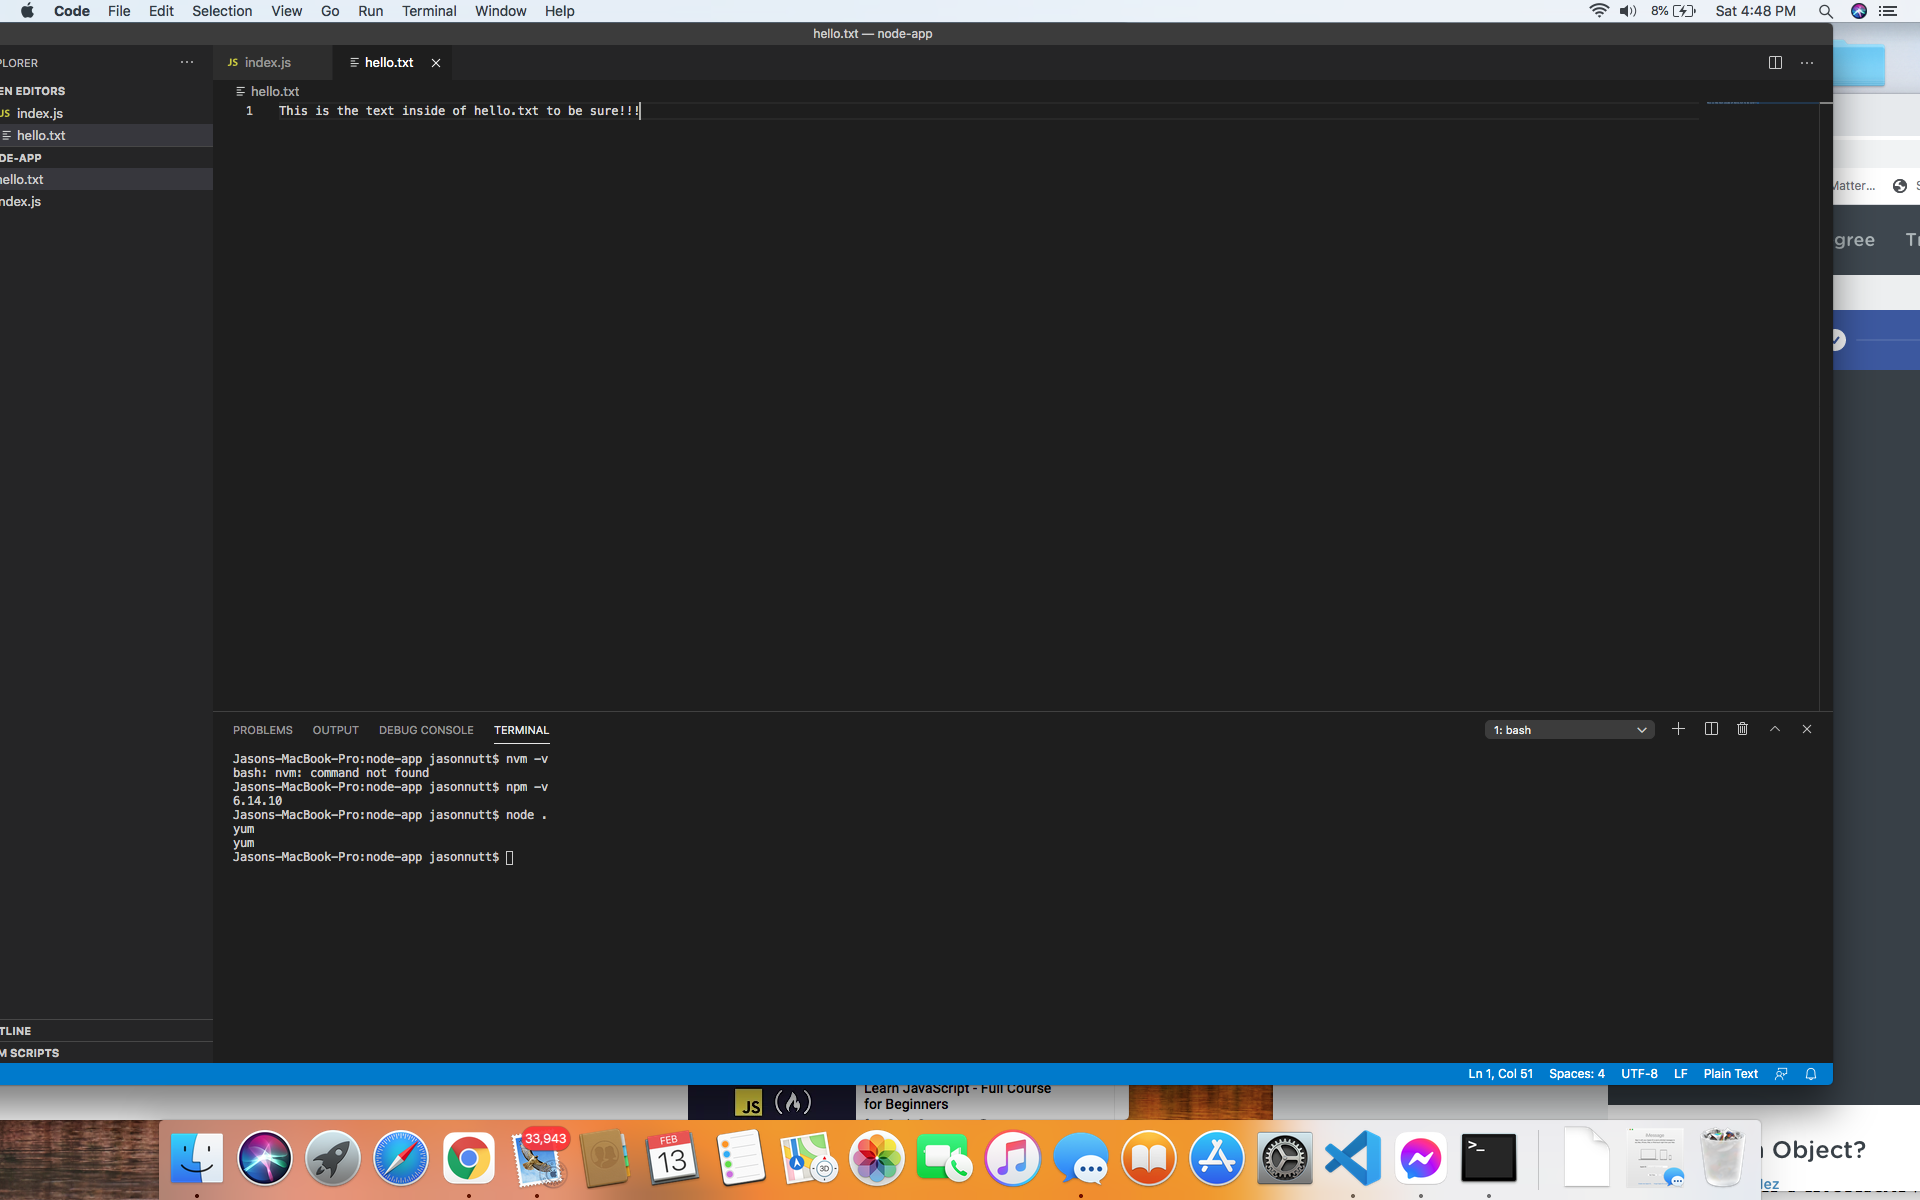 Code File Edit Selection View Go Run Terminal Window Help 8% Sat 4:48 PM
hello.txt — node-app
PLORER
JS index.js hello.txt
EN EDITORS
JS index.js
hello.txt
DE-APP
hello.txt
ndex.js
hello.txt
1 This is the text inside of hello.txt to be sure!!!
Matter...
gree
PROBLEMS OUTPUT DEBUG CONSOLE TERMINAL 1: bash
Jasons-MacBook-Pro:node-app jasonnutt$ nvm -v
bash: nvm: command not found
Jasons-MacBook-Pro:node-app jasonnutt$ npm -v
6.14.10
Jasons-MacBook-Pro:node-app jasonnutt$ node .
yum
yum
Jasons-MacBook-Pro:node-app jasonnutt$
TLINE
M SCRIPTS
Ln 1, Col 51 Spaces: 4 UTF-8 LF Plain Text
JS
Learn JavaScript - Full Course
for Beginners
33,943
FEB
13
3D
>_
Object?
dez